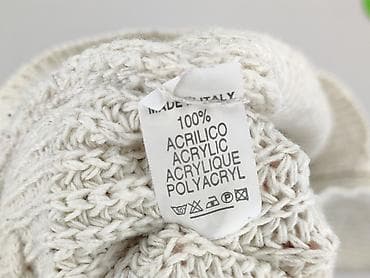 MADE IN ITALY
100%
ACRILICO
ACRYLIC
ACRYLIQUE
POLYACRYL